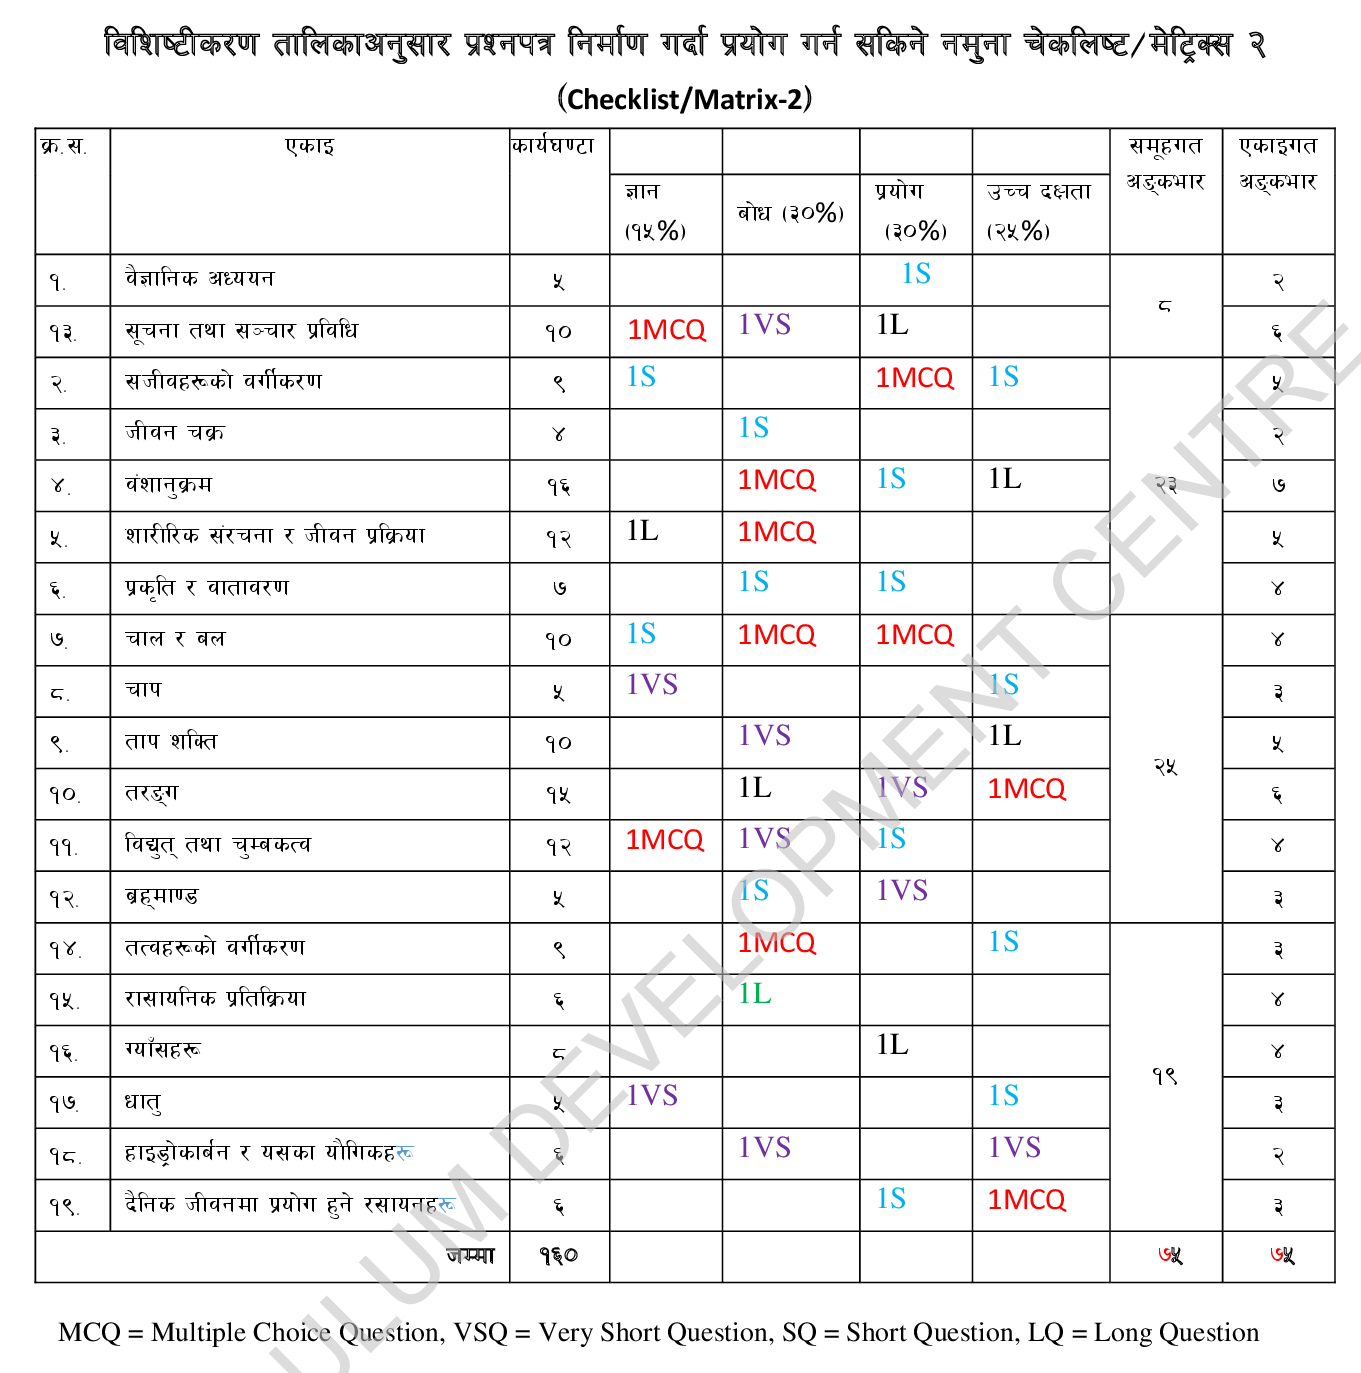 विशिष्टीकरण तालिकाअनुसार प्रश्नपत्र निर्माण गर्दा प्रयोग गर्न सकिने नमुना चेकलिष्ट/मेट्रिक्स २
(Checklist/Matrix-2)
क्र.स. एकाइ कार्यघण्टा समूहगत अङ्कभार एकाइगत अङ्कभार
ज्ञान (१५%) बोध (३०%) प्रयोग (३०%) उच्च दक्षता (२५%)
१. वैज्ञानिक अध्ययन ५ 1S ८ २
१३. सूचना तथा सञ्चार प्रविधि १० 1MCQ 1VS 1L ६
२. सजीवहरूको वर्गीकरण ९ 1S 1MCQ 1S २३ ५
३. जीवन चक्र ४ 1S २
४. वंशानुक्रम १६ 1MCQ 1S 1L ७
५. शारीरिक संरचना र जीवन प्रक्रिया १२ 1L 1MCQ ५
६. प्रकृति र वातावरण ७ 1S 1S ४
७. चाल र बल १० 1S 1MCQ 1MCQ २५ ४
८. चाप ५ 1VS 1S ३
९. ताप शक्ति १० 1VS 1L ५
१०. तरङ्ग १५ 1L 1VS 1MCQ ६
११. विद्युत् तथा चुम्बकत्व १२ 1MCQ 1VS 1S ४
१२. ब्रह्माण्ड ५ 1S 1VS ३
१४. तत्वहरूको वर्गीकरण ९ 1MCQ 1S १९ ३
१५. रासायनिक प्रतिक्रिया ६ 1L ४
१६. ग्याँसहरू ८ 1L ४
१७. धातु ५ 1VS 1S ३
१८. हाइड्रोकार्बन र यसका यौगिकहरू ६ 1VS 1VS २
१९. दैनिक जीवनमा प्रयोग हुने रसायनहरू ६ 1S 1MCQ ३
जम्मा १६० ७५ ७५
MCQ = Multiple Choice Question, VSQ = Very Short Question, SQ = Short Question, LQ = Long Question
ULUM DEVELOPMENT CENTRE